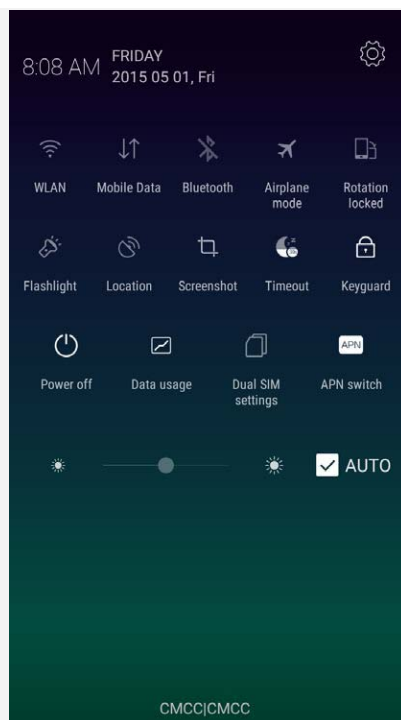 8:08 AM
FRIDAY
2015 05 01, Fri
WLAN
Mobile Data
Bluetooth
Airplane
mode
Rotation
locked
Flashlight
Location
Screenshot
Timeout
Keyguard
APN
Power off
Data usage
Dual SIM
settings
APN switch
AUTO
CMCC|CMCC